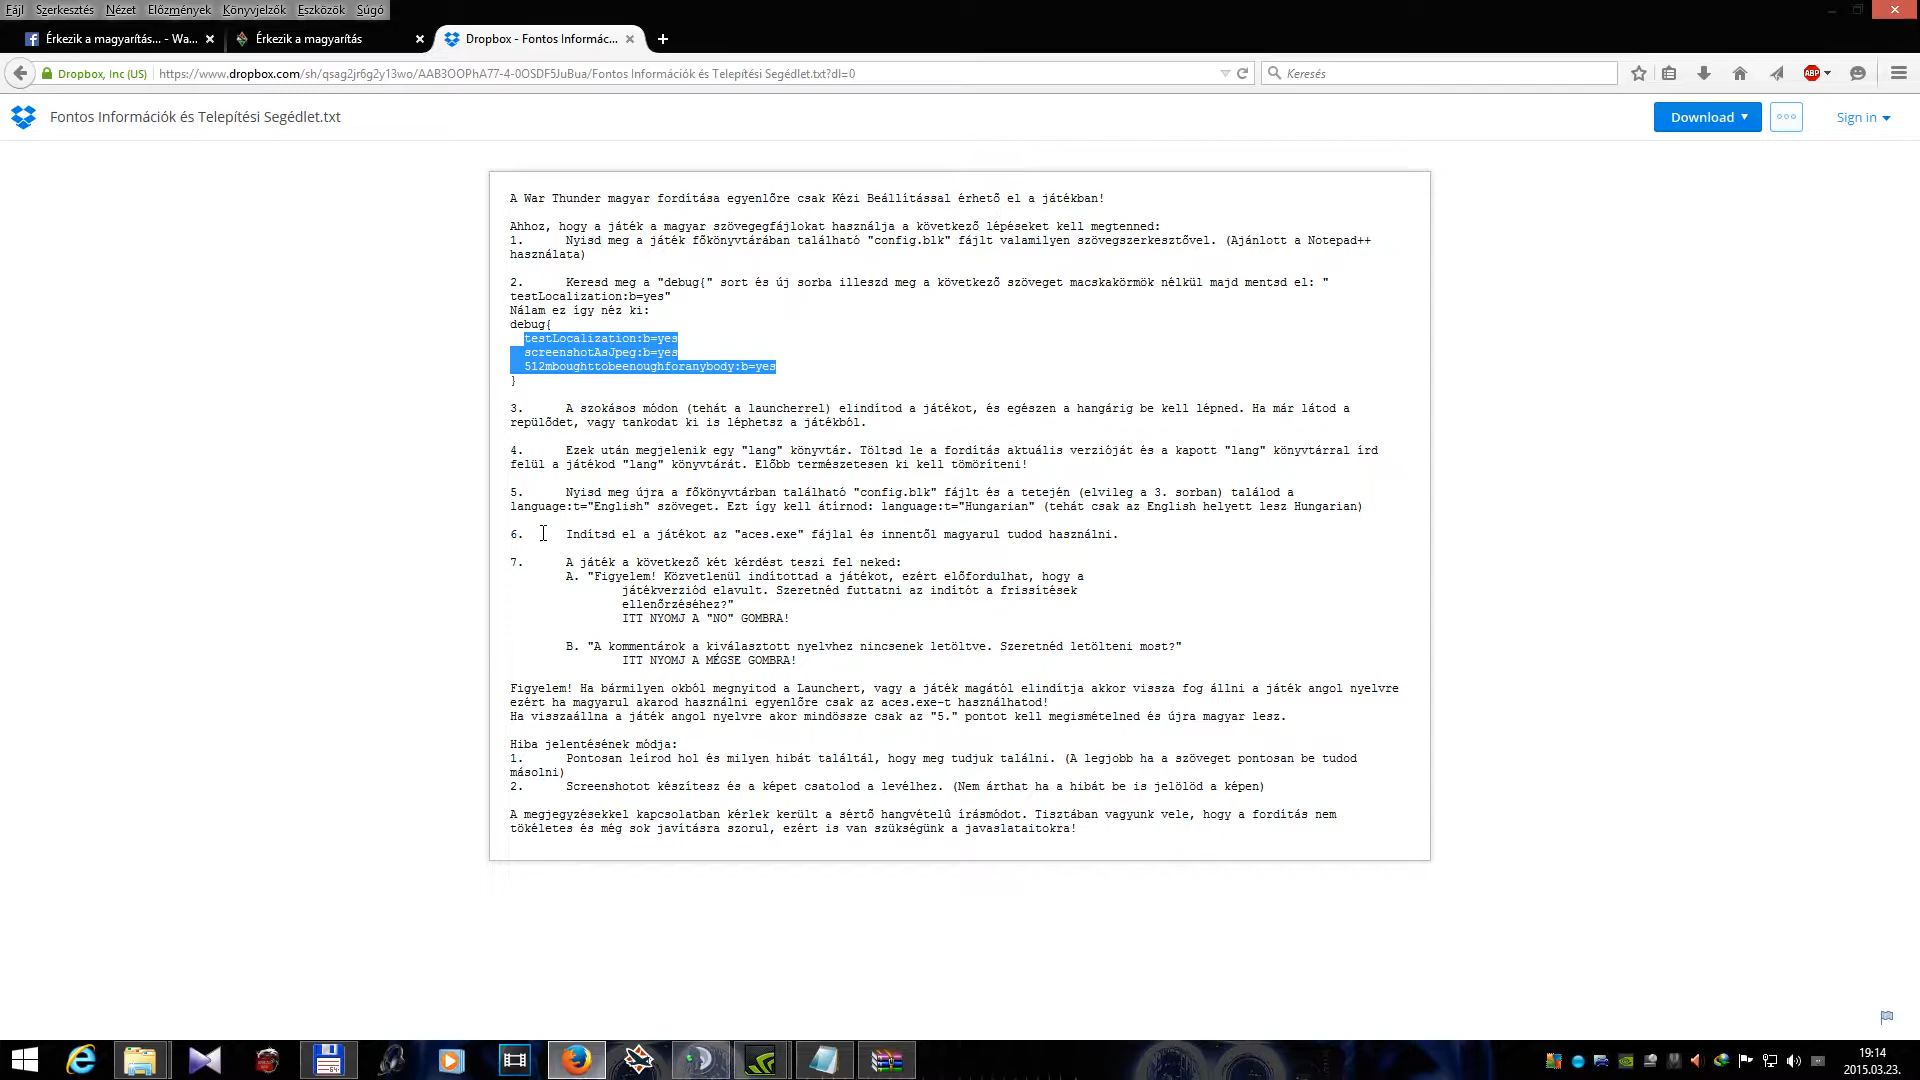 Fájl Szerkesztés Nézet Előzmények Könyvjelzők Eszközök Súgó
Érkezik a magyarítás... - Wa...
Érkezik a magyarítás
Dropbox - Fontos Informác...
Dropbox, Inc (US)
https://www.dropbox.com/sh/qsag2jr6g2y13wo/AAB3OOPhA77-4-0OSDF5JuBua/Fontos Információk és Telepítési Segédlet.txt?dl=0
Keresés
ABP
Fontos Információk és Telepítési Segédlet.txt
Download
Sign in
A War Thunder magyar fordítása egyenlõre csak Kézi Beállítással érhetõ el a játékban!
Ahhoz, hogy a játék a magyar szövegegfájlokat használja a következõ lépéseket kell megtenned:
1. Nyisd meg a játék fõkönyvtárában található "config.blk" fájlt valamilyen szövegszerkesztõvel. (Ajánlott a Notepad++
használata)
2. Keresd meg a "debug{" sort és új sorba illeszd meg a következõ szöveget macskakörmök nélkül majd mentsd el: "
testLocalization:b=yes"
Nálam ez így néz ki:
debug{
testLocalization:b=yes
screenshotAsJpeg:b=yes
512mboughttobeenoughforanybody:b=yes
}
3. A szokásos módon (tehát a launcherrel) elindítod a játékot, és egészen a hangárig be kell lépned. Ha már látod a
repülõdet, vagy tankodat ki is léphetsz a játékból.
4. Ezek után megjelenik egy "lang" könyvtár. Töltsd le a fordítás aktuális verzióját és a kapott "lang" könyvtárral írd
felül a játékod "lang" könyvtárát. Elõbb természetesen ki kell tömöríteni!
5. Nyisd meg újra a fõkönyvtárban található "config.blk" fájlt és a tetején (elvileg a 3. sorban) találod a
language:t="English" szöveget. Ezt így kell átírnod: language:t="Hungarian" (tehát csak az English helyett lesz Hungarian)
6. Indítsd el a játékot az "aces.exe" fájlal és innentõl magyarul tudod használni.
7. A játék a következõ két kérdést teszi fel neked:
A. "Figyelem! Közvetlenül indítottad a játékot, ezért elõfordulhat, hogy a
játékverziód elavult. Szeretnéd futtatni az indítót a frissítések
ellenõrzéséhez?"
ITT NYOMJ A "NO" GOMBRA!
B. "A kommentárok a kiválasztott nyelvhez nincsenek letöltve. Szeretnéd letölteni most?"
ITT NYOMJ A MÉGSE GOMBRA!
Figyelem! Ha bármilyen okból megnyitod a Launchert, vagy a játék magától elindítja akkor vissza fog állni a játék angol nyelvre
ezért ha magyarul akarod használni egyenlõre csak az aces.exe-t használhatod!
Ha visszaállna a játék angol nyelvre akor mindössze csak az "5." pontot kell megismételned és újra magyar lesz.
Hiba jelentésének módja:
1. Pontosan leírod hol és milyen hibát találtál, hogy meg tudjuk találni. (A legjobb ha a szöveget pontosan be tudod
másolni)
2. Screenshotot készítesz és a képet csatolod a levélhez. (Nem árthat ha a hibát be is jelölöd a képen)
A megjegyzésekkel kapcsolatban kérlek került a sértõ hangvételû írásmódot. Tisztában vagyunk vele, hogy a fordítás nem
tökéletes és még sok javításra szorul, ezért is van szükségünk a javaslataitokra!
19:14
2015.03.23.